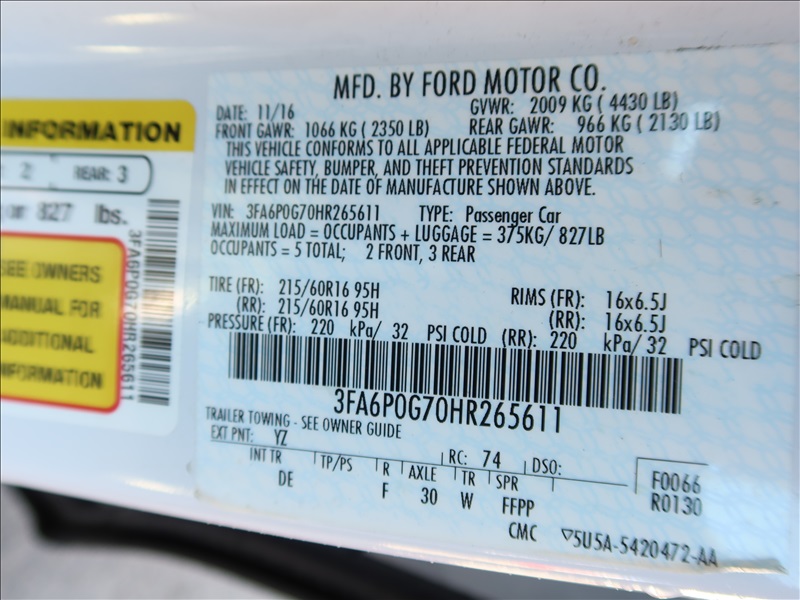 MFD. BY FORD MOTOR CO.
DATE: 11/16 GVWR: 2009 KG ( 4430 LB)
FRONT GAWR: 1066 KG ( 2350 LB) REAR GAWR: 966 KG ( 2130 LB)
THIS VEHICLE CONFORMS TO ALL APPLICABLE FEDERAL MOTOR
VEHICLE SAFETY, BUMPER, AND THEFT PREVENTION STANDARDS
IN EFFECT ON THE DATE OF MANUFACTURE SHOWN ABOVE.
VIN: 3FA6P0G70HR265611 TYPE: Passenger Car
MAXIMUM LOAD = OCCUPANTS + LUGGAGE = 375KG/ 827LB
OCCUPANTS = 5 TOTAL; 2 FRONT, 3 REAR
TIRE (FR): 215/60R16 95H RIMS (FR): 16x6.5J
(RR): 215/60R16 95H (RR): 16x6.5J
PRESSURE (FR): 220 kPa/ 32 PSI COLD (RR): 220 kPa/ 32 PSI COLD
3FA6P0G70HR265611
TRAILER TOWING - SEE OWNER GUIDE
EXT PNT: YZ RC: 74 DSO:
INT TR TP/PS R AXLE TR SPR F0066
DE F 30 W FFPP R0130
CMC 5U5A-5420472-AA
INFORMATION
2 REAR: 3
827 lbs.
SEE OWNERS
MANUAL FOR
ADDITIONAL
INFORMATION
3FA6P0G70HR265611